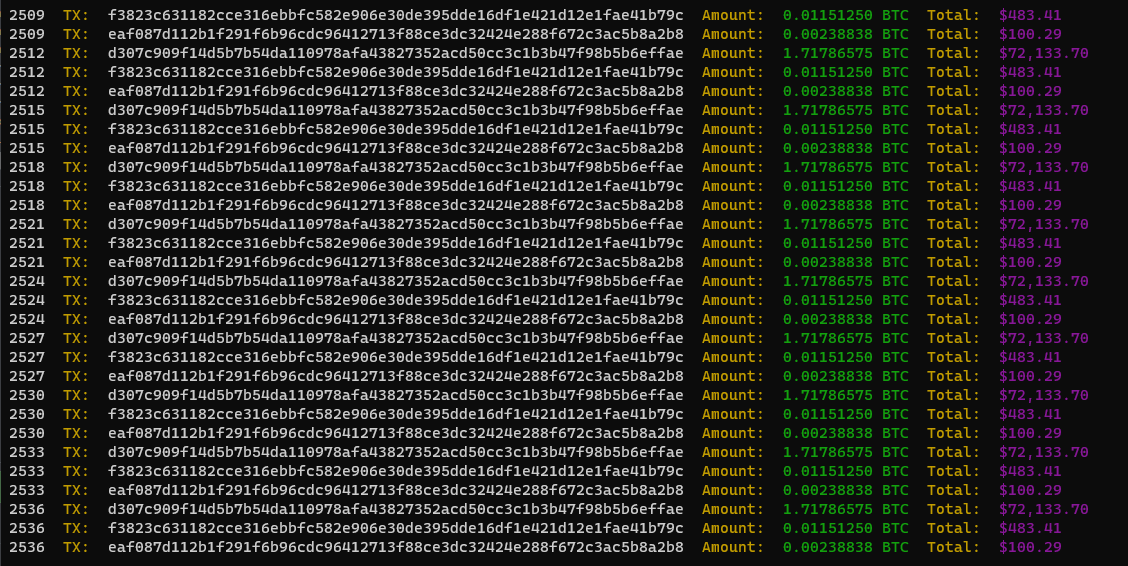 2509  TX:  f3823c631182cce316ebbfc582e906e30de395dde16df1e421d12e1fae41b79c  Amount:  0.01151250 BTC  Total:  $483.41
2509  TX:  eaf087d112b1f291f6b96cdc96412713f88ce3dc32424e288f672c3ac5b8a2b8  Amount:  0.00238838 BTC  Total:  $100.29
2512  TX:  d307c909f14d5b7b54da110978afa43827352acd50cc3c1b3b47f98b5b6effae  Amount:  1.71786575 BTC  Total:  $72,133.70
2512  TX:  f3823c631182cce316ebbfc582e906e30de395dde16df1e421d12e1fae41b79c  Amount:  0.01151250 BTC  Total:  $483.41
2512  TX:  eaf087d112b1f291f6b96cdc96412713f88ce3dc32424e288f672c3ac5b8a2b8  Amount:  0.00238838 BTC  Total:  $100.29
2515  TX:  d307c909f14d5b7b54da110978afa43827352acd50cc3c1b3b47f98b5b6effae  Amount:  1.71786575 BTC  Total:  $72,133.70
2515  TX:  f3823c631182cce316ebbfc582e906e30de395dde16df1e421d12e1fae41b79c  Amount:  0.01151250 BTC  Total:  $483.41
2515  TX:  eaf087d112b1f291f6b96cdc96412713f88ce3dc32424e288f672c3ac5b8a2b8  Amount:  0.00238838 BTC  Total:  $100.29
2518  TX:  d307c909f14d5b7b54da110978afa43827352acd50cc3c1b3b47f98b5b6effae  Amount:  1.71786575 BTC  Total:  $72,133.70
2518  TX:  f3823c631182cce316ebbfc582e906e30de395dde16df1e421d12e1fae41b79c  Amount:  0.01151250 BTC  Total:  $483.41
2518  TX:  eaf087d112b1f291f6b96cdc96412713f88ce3dc32424e288f672c3ac5b8a2b8  Amount:  0.00238838 BTC  Total:  $100.29
2521  TX:  d307c909f14d5b7b54da110978afa43827352acd50cc3c1b3b47f98b5b6effae  Amount:  1.71786575 BTC  Total:  $72,133.70
2521  TX:  f3823c631182cce316ebbfc582e906e30de395dde16df1e421d12e1fae41b79c  Amount:  0.01151250 BTC  Total:  $483.41
2521  TX:  eaf087d112b1f291f6b96cdc96412713f88ce3dc32424e288f672c3ac5b8a2b8  Amount:  0.00238838 BTC  Total:  $100.29
2524  TX:  d307c909f14d5b7b54da110978afa43827352acd50cc3c1b3b47f98b5b6effae  Amount:  1.71786575 BTC  Total:  $72,133.70
2524  TX:  f3823c631182cce316ebbfc582e906e30de395dde16df1e421d12e1fae41b79c  Amount:  0.01151250 BTC  Total:  $483.41
2524  TX:  eaf087d112b1f291f6b96cdc96412713f88ce3dc32424e288f672c3ac5b8a2b8  Amount:  0.00238838 BTC  Total:  $100.29
2527  TX:  d307c909f14d5b7b54da110978afa43827352acd50cc3c1b3b47f98b5b6effae  Amount:  1.71786575 BTC  Total:  $72,133.70
2527  TX:  f3823c631182cce316ebbfc582e906e30de395dde16df1e421d12e1fae41b79c  Amount:  0.01151250 BTC  Total:  $483.41
2527  TX:  eaf087d112b1f291f6b96cdc96412713f88ce3dc32424e288f672c3ac5b8a2b8  Amount:  0.00238838 BTC  Total:  $100.29
2530  TX:  d307c909f14d5b7b54da110978afa43827352acd50cc3c1b3b47f98b5b6effae  Amount:  1.71786575 BTC  Total:  $72,133.70
2530  TX:  f3823c631182cce316ebbfc582e906e30de395dde16df1e421d12e1fae41b79c  Amount:  0.01151250 BTC  Total:  $483.41
2530  TX:  eaf087d112b1f291f6b96cdc96412713f88ce3dc32424e288f672c3ac5b8a2b8  Amount:  0.00238838 BTC  Total:  $100.29
2533  TX:  d307c909f14d5b7b54da110978afa43827352acd50cc3c1b3b47f98b5b6effae  Amount:  1.71786575 BTC  Total:  $72,133.70
2533  TX:  f3823c631182cce316ebbfc582e906e30de395dde16df1e421d12e1fae41b79c  Amount:  0.01151250 BTC  Total:  $483.41
2533  TX:  eaf087d112b1f291f6b96cdc96412713f88ce3dc32424e288f672c3ac5b8a2b8  Amount:  0.00238838 BTC  Total:  $100.29
2536  TX:  d307c909f14d5b7b54da110978afa43827352acd50cc3c1b3b47f98b5b6effae  Amount:  1.71786575 BTC  Total:  $72,133.70
2536  TX:  f3823c631182cce316ebbfc582e906e30de395dde16df1e421d12e1fae41b79c  Amount:  0.01151250 BTC  Total:  $483.41
2536  TX:  eaf087d112b1f291f6b96cdc96412713f88ce3dc32424e288f672c3ac5b8a2b8  Amount:  0.00238838 BTC  Total:  $100.29